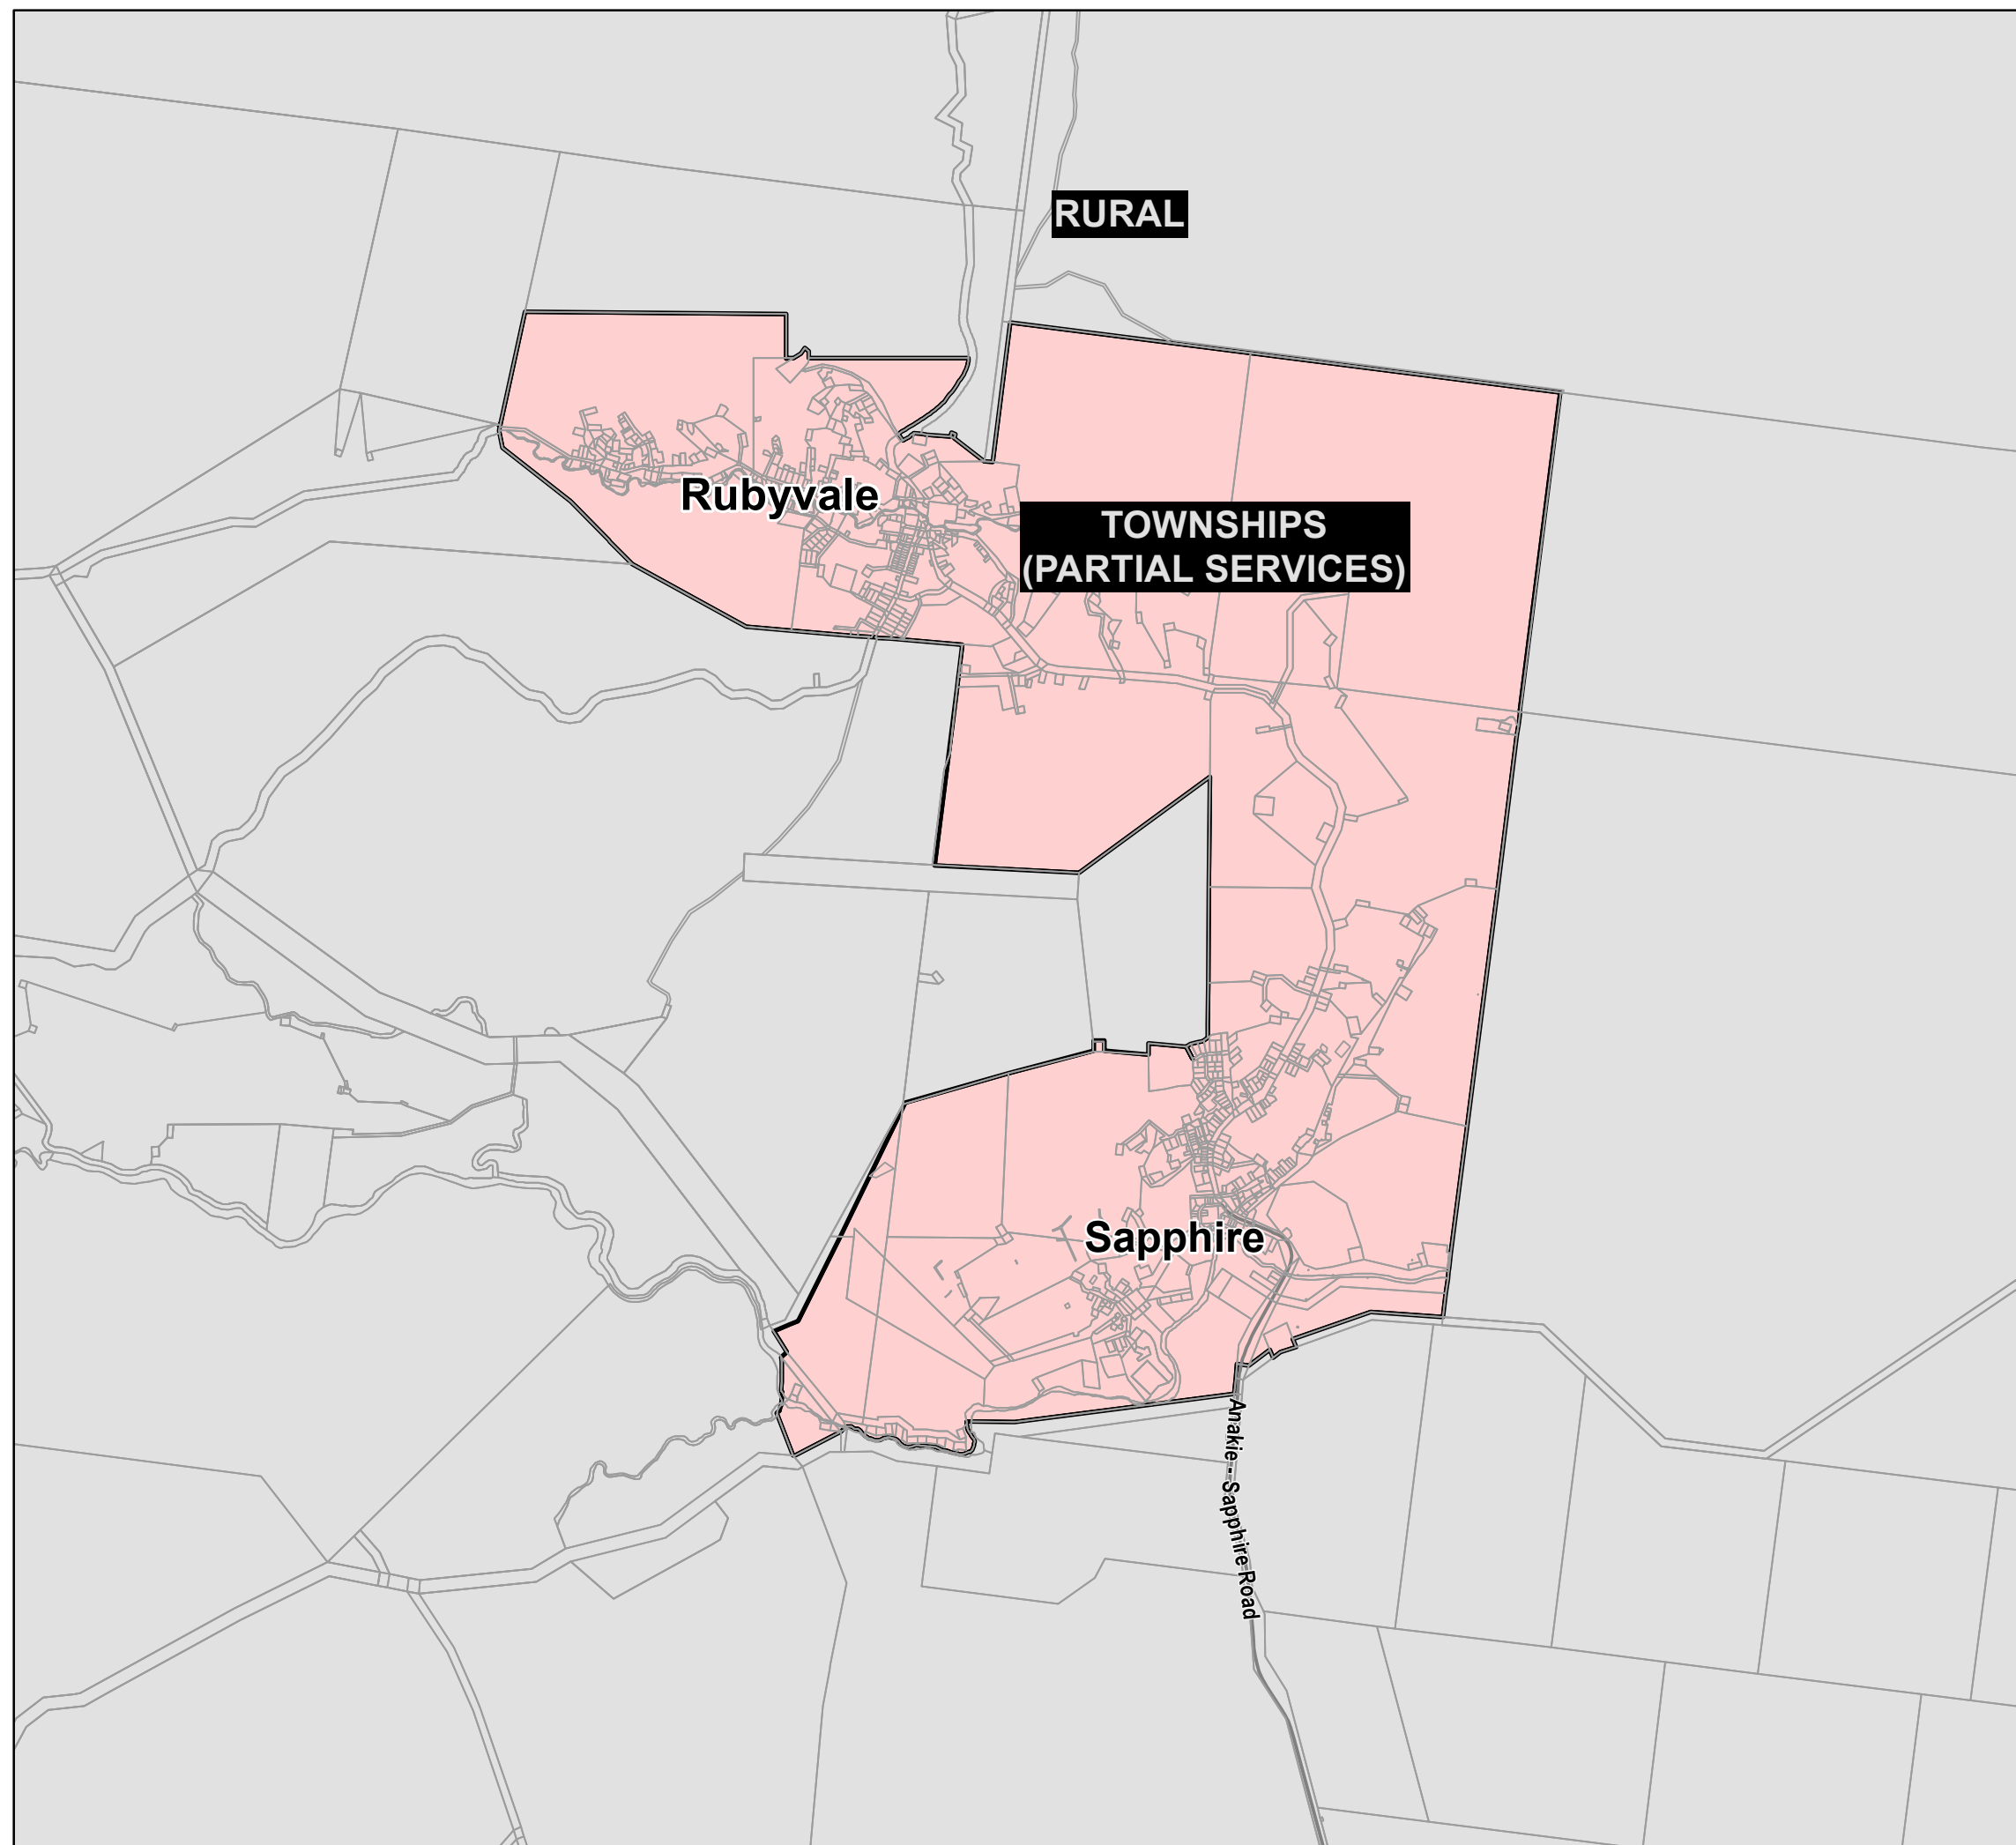 RURAL
Rubyvale
TOWNSHIPS
(PARTIAL SERVICES)
Sapphire
Anakie - Sapphire Road